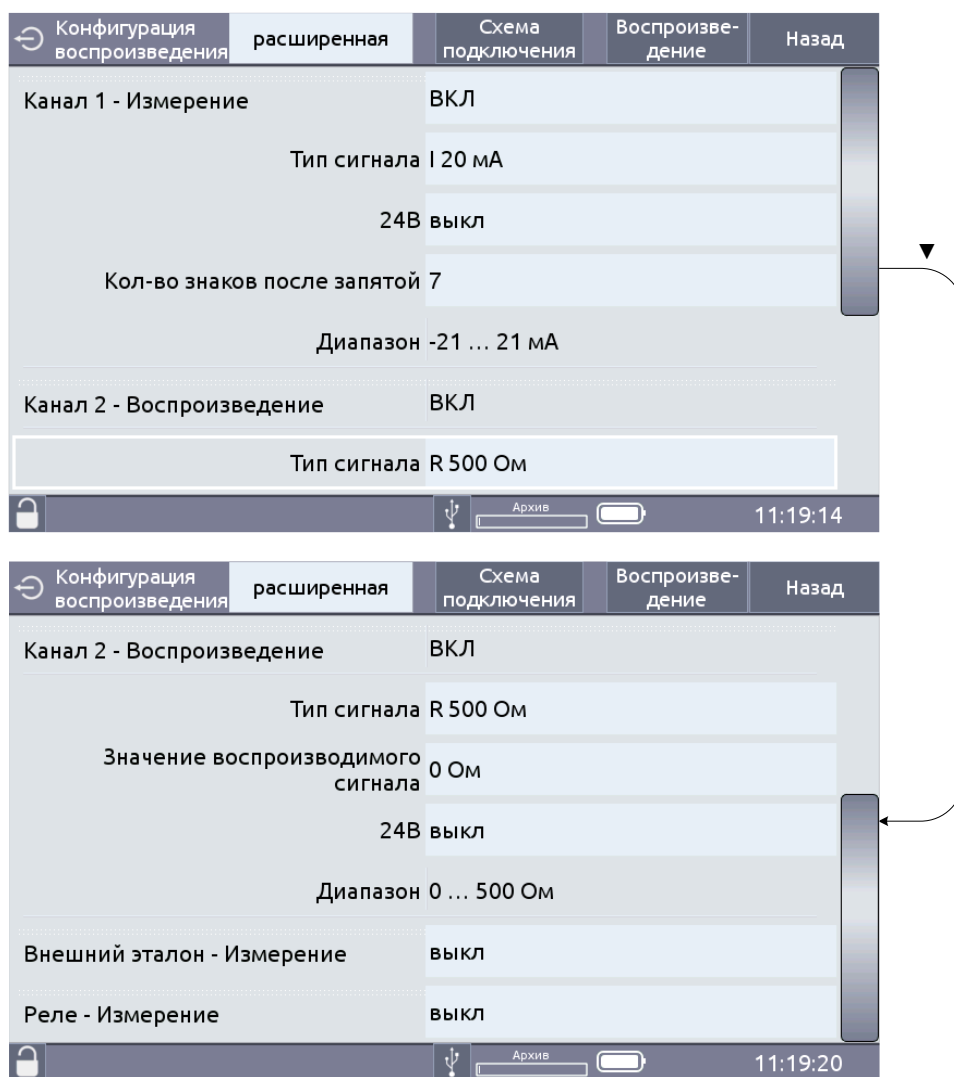 Конфигурация
воспроизведения
расширенная
Схема
подключения
Воспроизве-
дение
Назад
Канал 1 - Измерение ВКЛ
Тип сигнала I 20 мА
24В выкл
Кол-во знаков после запятой 7
Диапазон -21 … 21 мА
Канал 2 - Воспроизведение ВКЛ
Тип сигнала R 500 Ом
Архив
11:19:14
▼
Конфигурация
воспроизведения
расширенная
Схема
подключения
Воспроизве-
дение
Назад
Канал 2 - Воспроизведение ВКЛ
Тип сигнала R 500 Ом
Значение воспроизводимого
сигнала 0 Ом
24В выкл
Диапазон 0 … 500 Ом
Внешний эталон - Измерение выкл
Реле - Измерение выкл
Архив
11:19:20